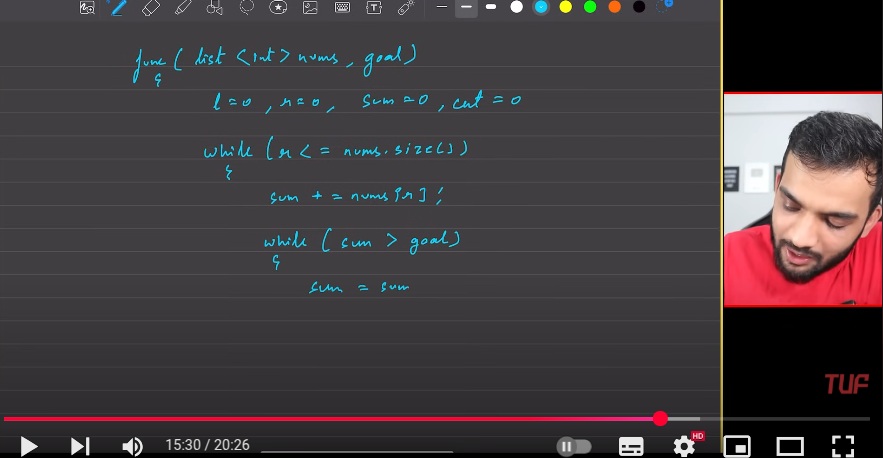 func ( list <int> nums, goal)
{
l = 0, r = 0, sum = 0, cnt = 0
while (r <= nums.size())
{
sum += nums[r];
while (sum > goal)
{
sum = sum
TUF
15:30 / 20:26
HD